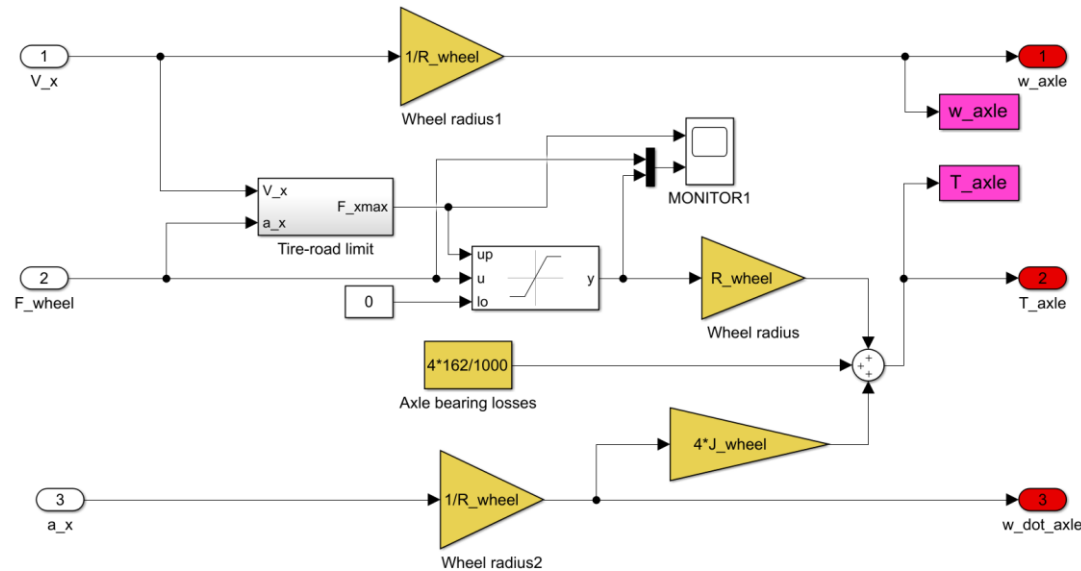 1
V_x
1/R_wheel
Wheel radius1
1
w_axle
w_axle
MONITOR1
T_axle
V_x
a_x
F_xmax
Tire-road limit
2
F_wheel
0
up
u
lo
y
R_wheel
Wheel radius
2
T_axle
4*162/1000
Axle bearing losses
+
+
+
4*J_wheel
3
a_x
1/R_wheel
Wheel radius2
3
w_dot_axle